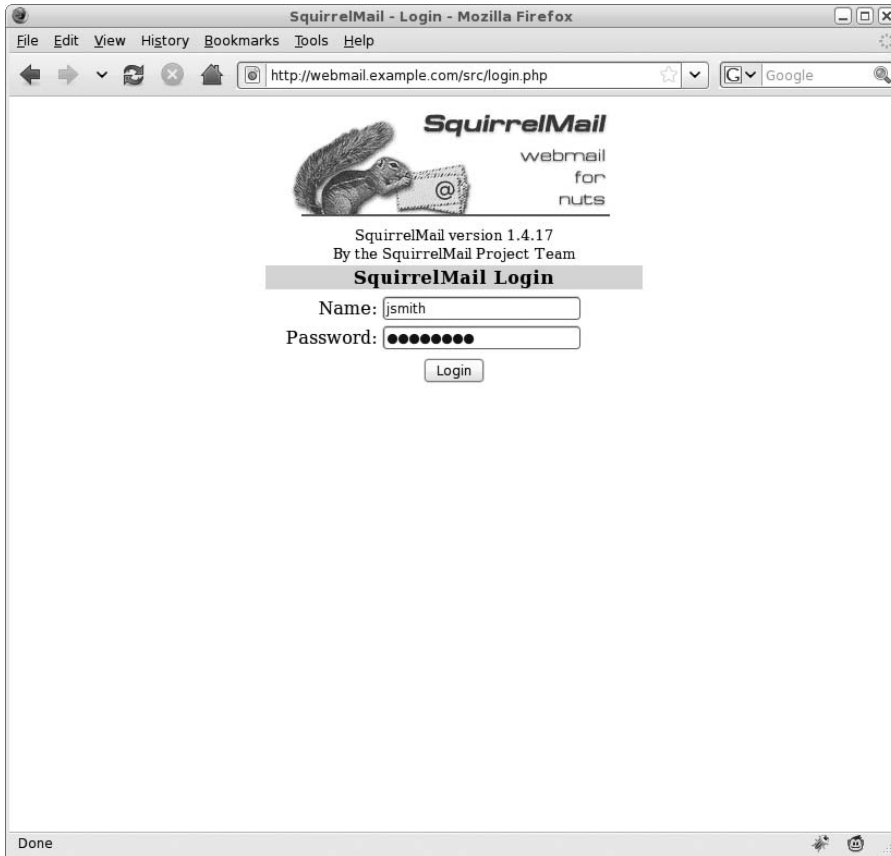 SquirrelMail - Login - Mozilla Firefox
File Edit View History Bookmarks Tools Help
http://webmail.example.com/src/login.php
G Google
SquirrelMail
webmail
for
nuts
@
SquirrelMail version 1.4.17
By the SquirrelMail Project Team
SquirrelMail Login
Name: jsmith
Password: ●●●●●●●●
Login
Done